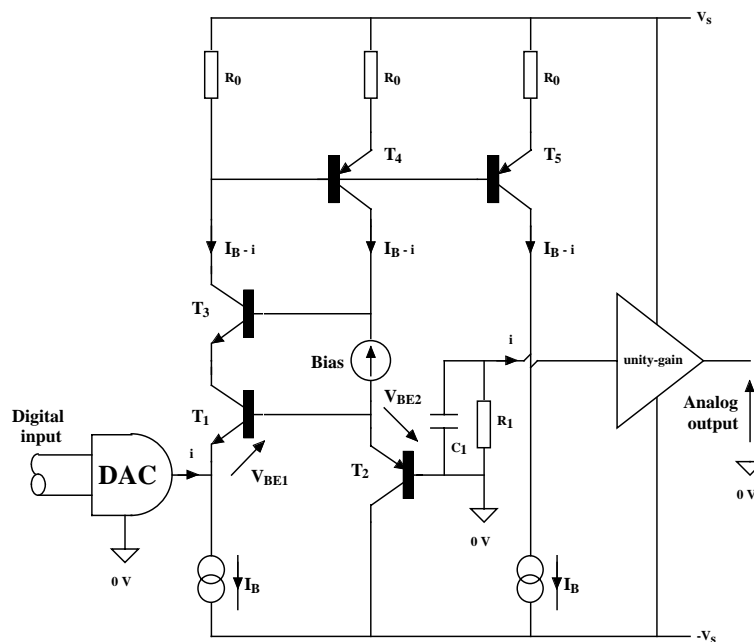 Vs
R0
R0
R0
T4
T5
IB - i
IB-i
IB-i
T3
Bias
i
unity-gain
Digital
input
T1
VBE2
Analog
output
DAC
i
VBE1
T2
C1
R1
0 V
0 V
0 V
IB
IB
-Vs